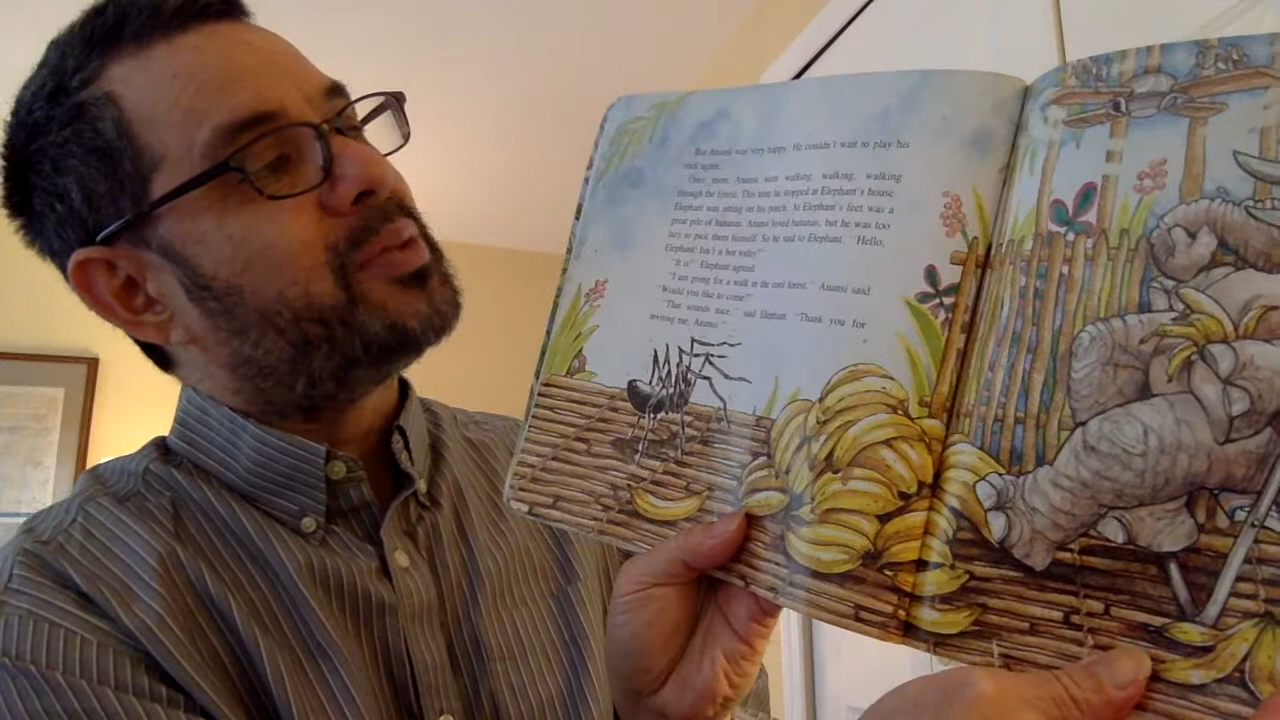 But Anansi was very happy. He couldn't wait to play his
trick again.
Once more Anansi went walking, walking, walking
through the forest. This time he stopped at Elephant's house.
Elephant was sitting on his porch. At Elephant's feet was a
great pile of bananas. Anansi loved bananas, but he was too
lazy to pick them himself. So he said to Elephant, "Hello,
Elephant! Isn't it hot today?"
"It is!" Elephant agreed.
"I am going for a walk in the cool forest," Anansi said.
"Would you like to come?"
"That sounds nice," said Elephant. "Thank you for
inviting me, Anansi."